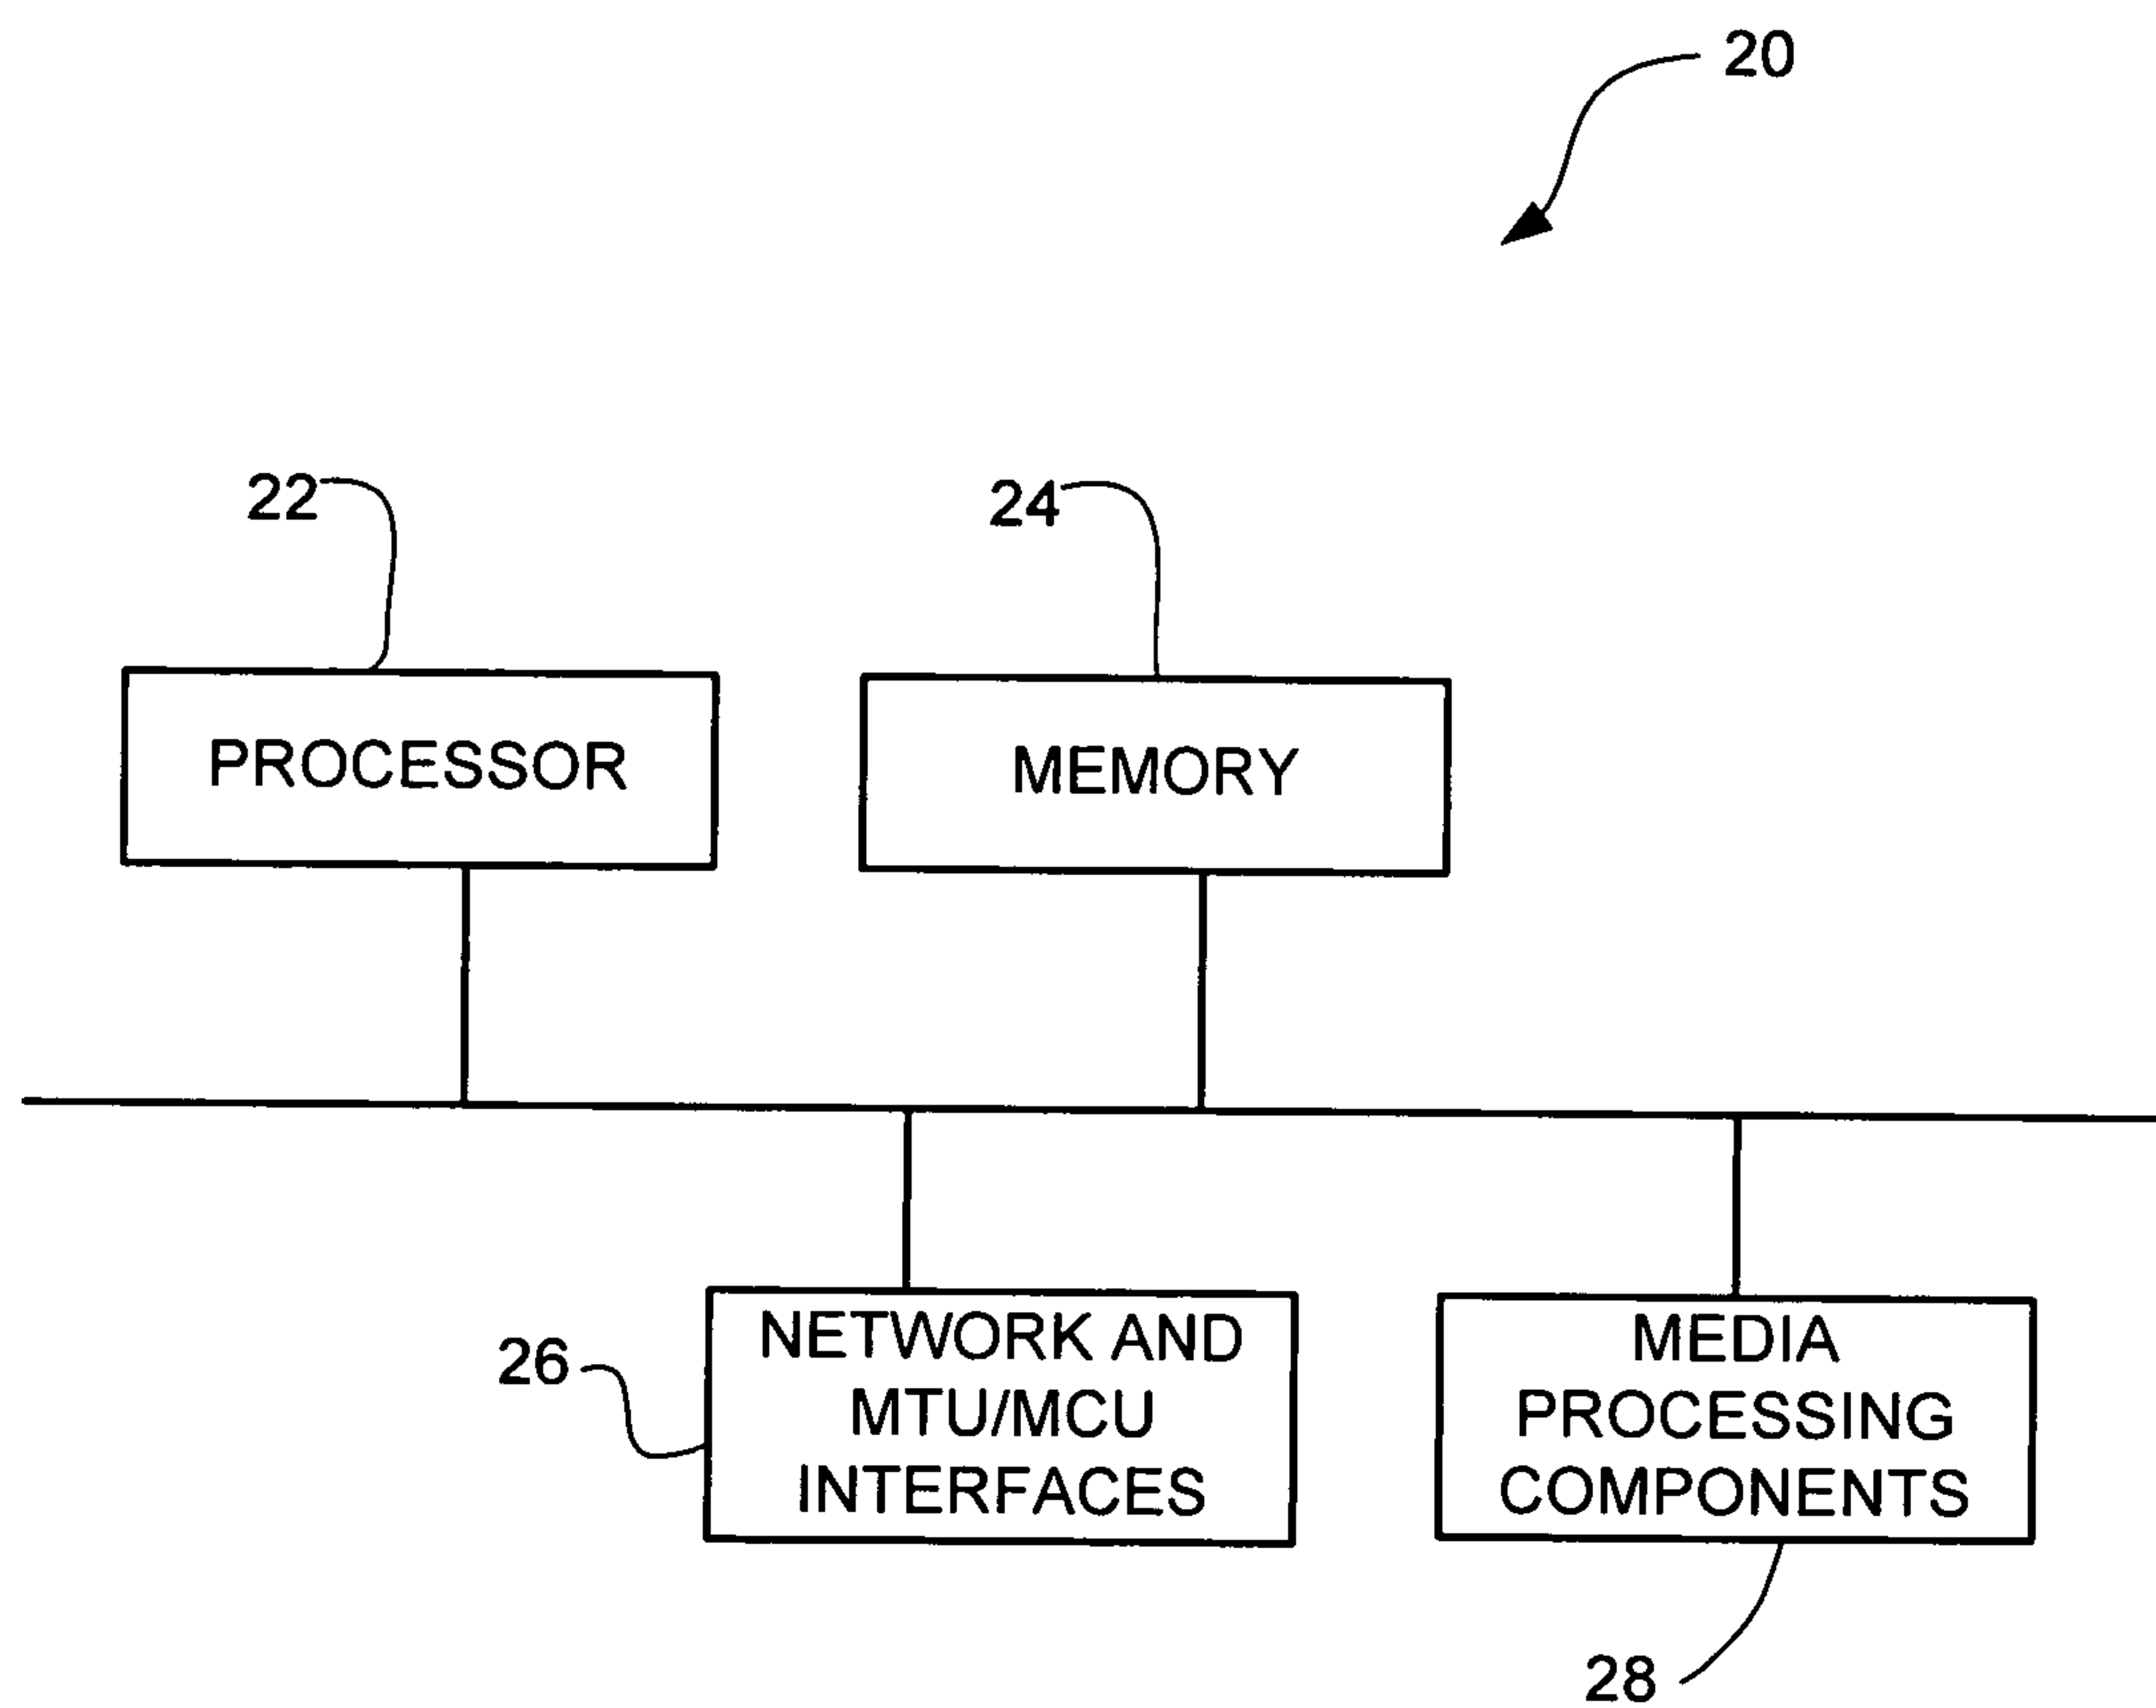 20
22
24
PROCESSOR
MEMORY
26
NETWORK AND
MTU/MCU
INTERFACES
MEDIA
PROCESSING
COMPONENTS
28